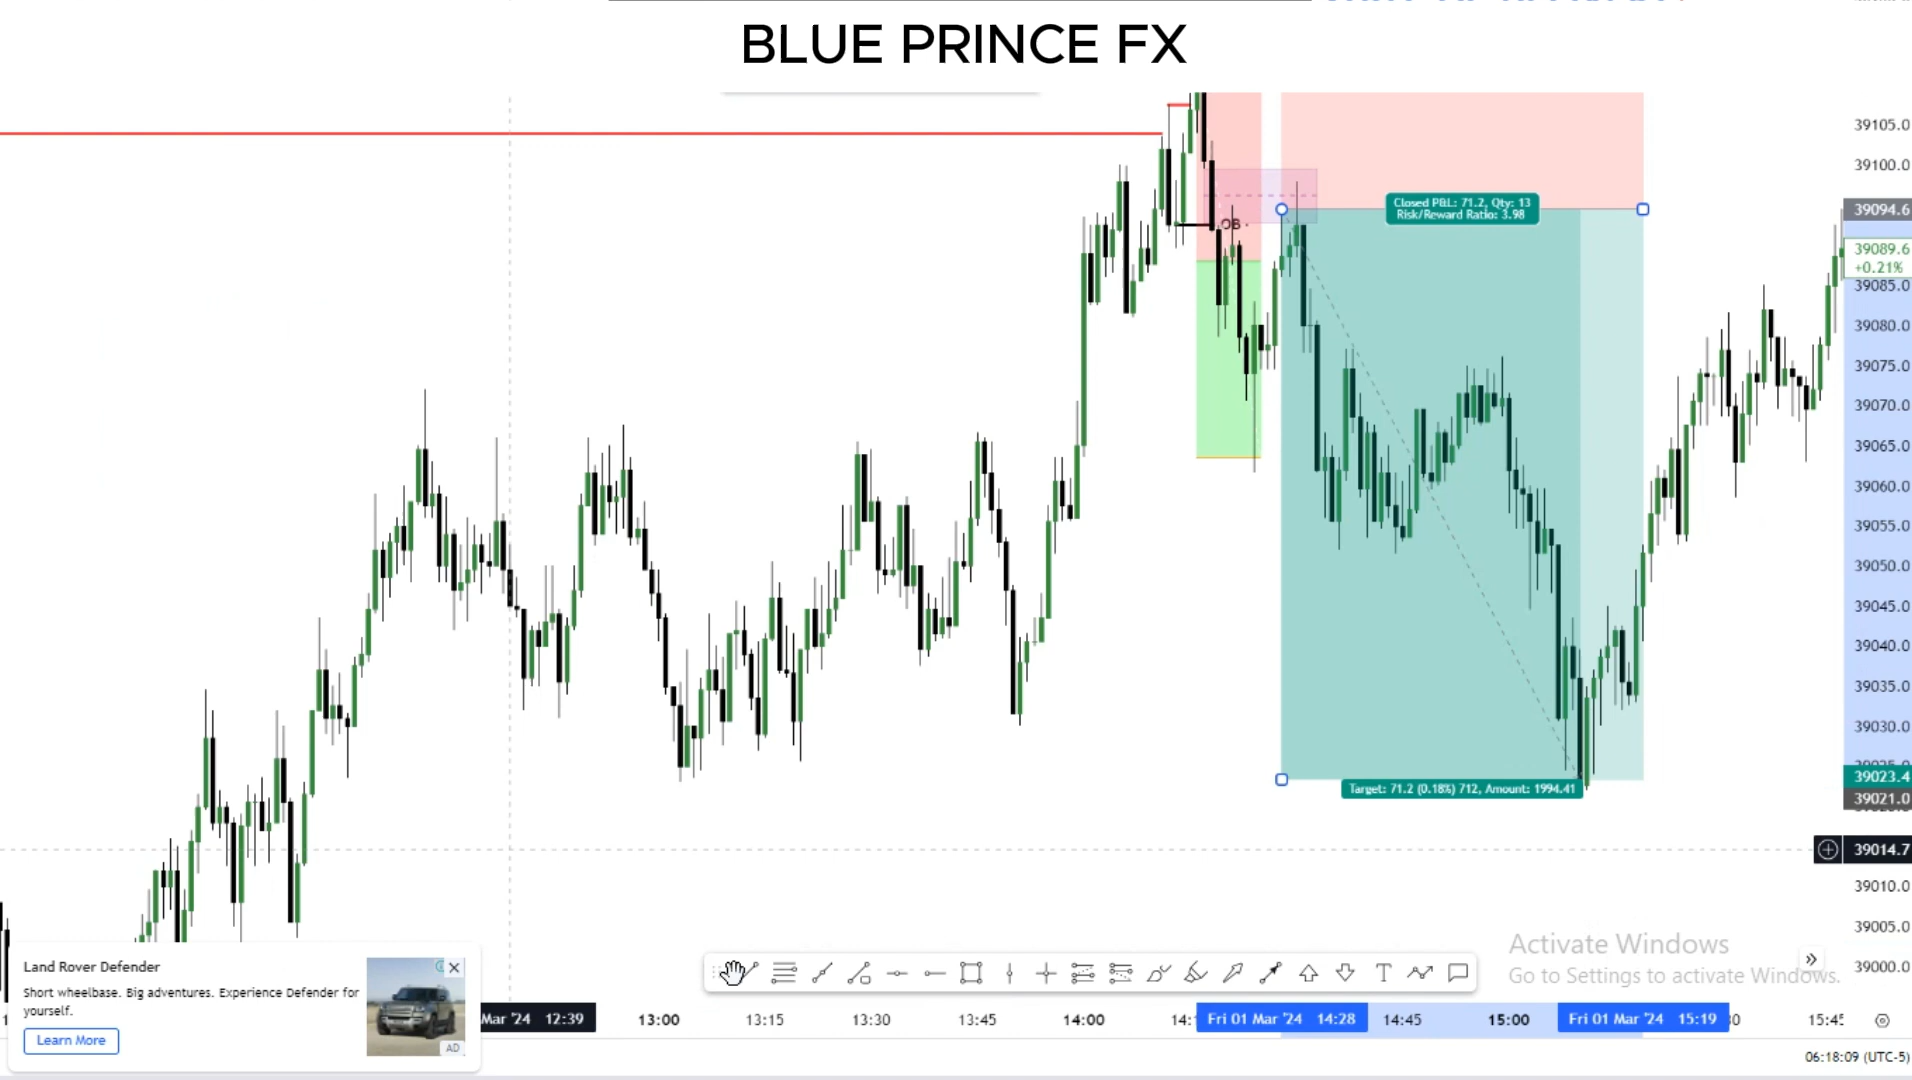 BLUE PRINCE FX
39105.0
39100.0
Closed P&L: 71.2, Qty: 13
Risk/Reward Ratio: 3.98
39094.6
OB
39089.6
+0.21%
39085.0
39080.0
39075.0
39070.0
39065.0
39060.0
39055.0
39050.0
39045.0
39040.0
39035.0
39030.0
39023.4
Target: 71.2 (0.18%) 712, Amount: 1994.41
39021.0
39014.7
39010.0
39005.0
39000.0
Activate Windows
Go to Settings to activate Windows.
Land Rover Defender
Short wheelbase. Big adventures. Experience Defender for
yourself.
Learn More
AD
Mar '24 12:39
13:00
13:15
13:30
13:45
14:00
Fri 01 Mar '24 14:28
14:45
15:00
Fri 01 Mar '24 15:19
15:45
06:18:09 (UTC-5)